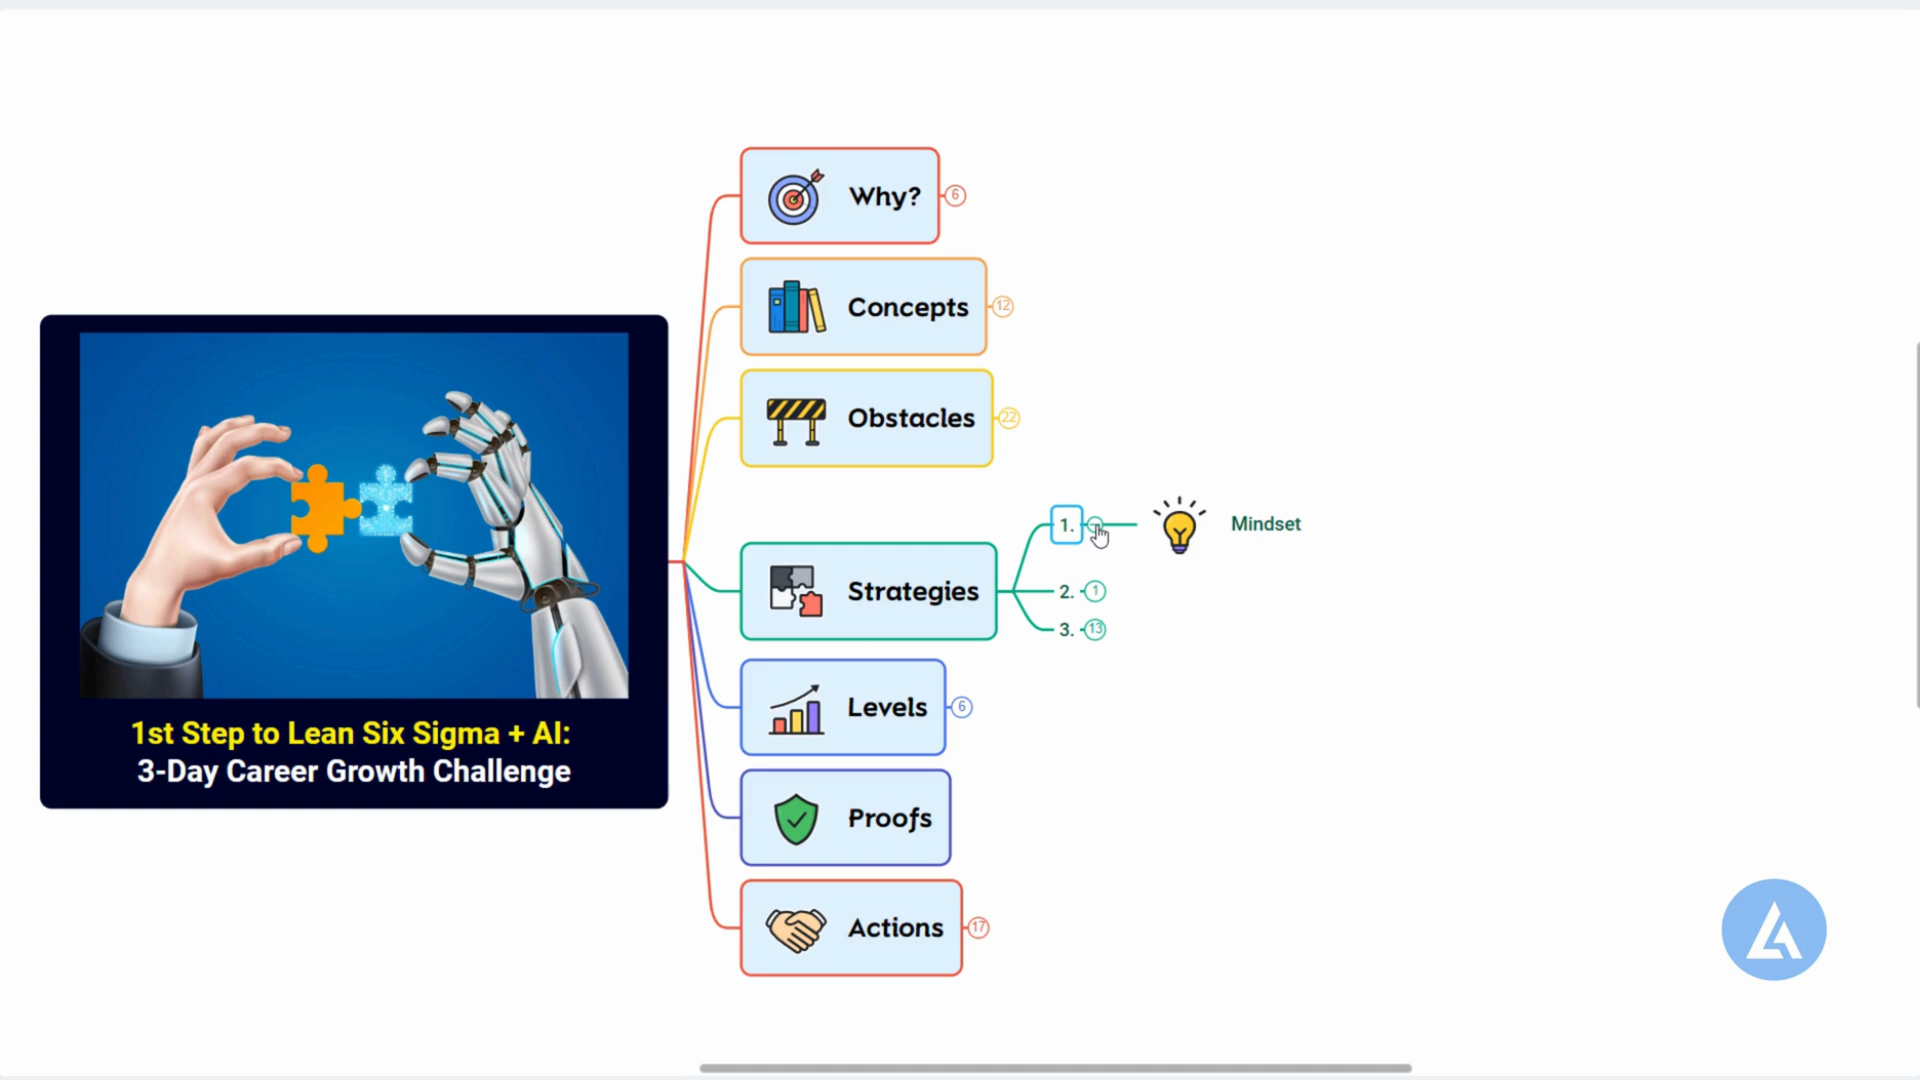 Why?
6
Concepts
12
Obstacles
22
1.
Mindset
Strategies
2.
1
3.
13
Levels
6
1st Step to Lean Six Sigma + AI:
3-Day Career Growth Challenge
Proofs
Actions
17